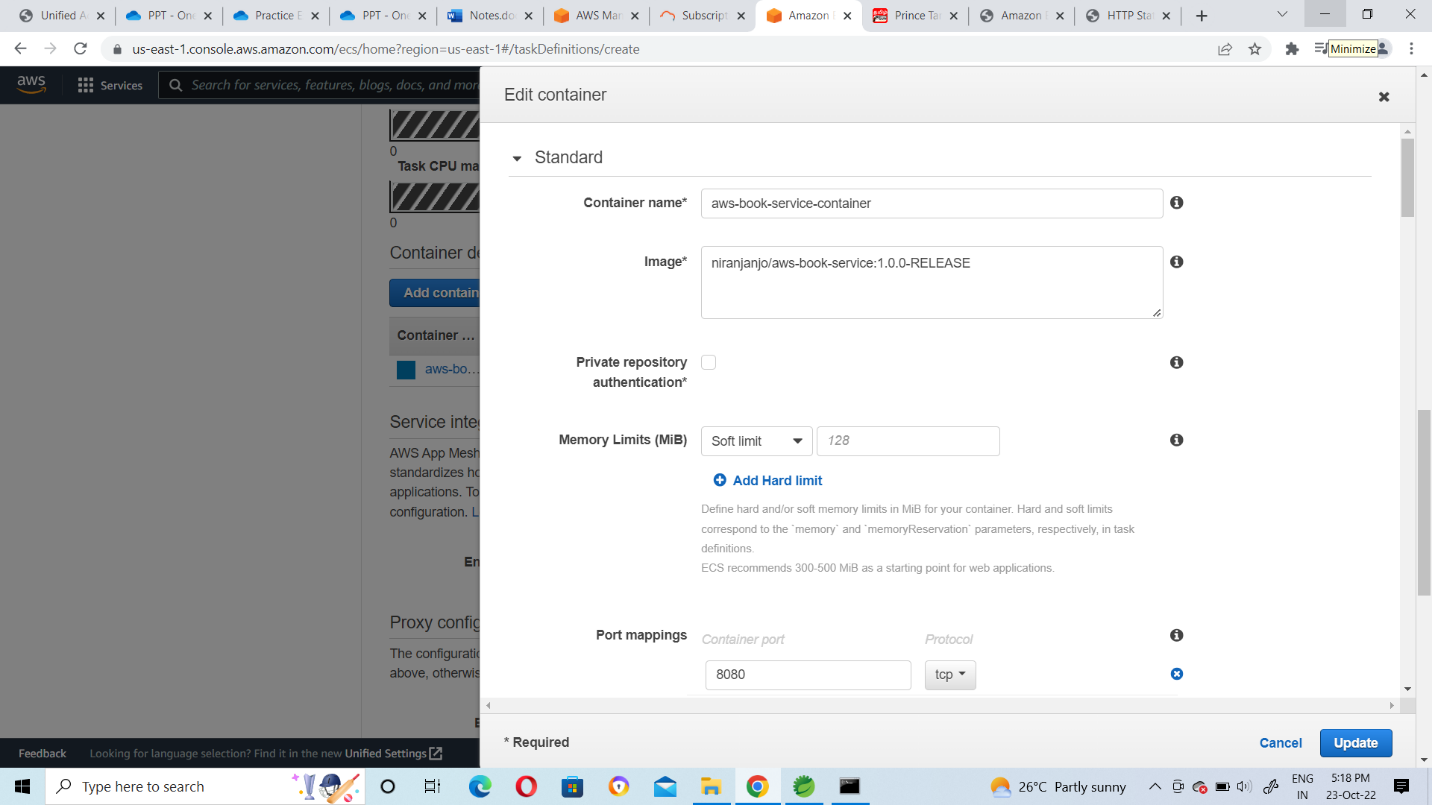 Unified A
PPT - One
Practice E
PPT - One
Notes.do
AWS Mar
Subscript
Amazon E
Prince Ta
Amazon E
HTTP Sta
us-east-1.console.aws.amazon.com/ecs/home?region=us-east-1#/taskDefinitions/create
Minimize
aws
Services
Search for services, features, blogs, docs, and mor
0
Task CPU ma
0
Container de
Add contain
Container ...
aws-bo...
Service inte
AWS App Mesh
standardizes ho
applications. To
configuration. L
En
Proxy config
The configuratio
above, otherwis
E
Edit container
Standard
Container name*
aws-book-service-container
Image*
niranjanjo/aws-book-service:1.0.0-RELEASE
Private repository
authentication*
Memory Limits (MiB)
Soft limit
128
Add Hard limit
Define hard and/or soft memory limits in MiB for your container. Hard and soft limits
correspond to the `memory` and `memoryReservation` parameters, respectively, in task
definitions.
ECS recommends 300-500 MiB as a starting point for web applications.
Port mappings
Container port
Protocol
8080
tcp
* Required
Cancel
Update
Feedback
Looking for language selection? Find it in the new Unified Settings
Type here to search
26°C Partly sunny
ENG
IN
5:18 PM
23-Oct-22